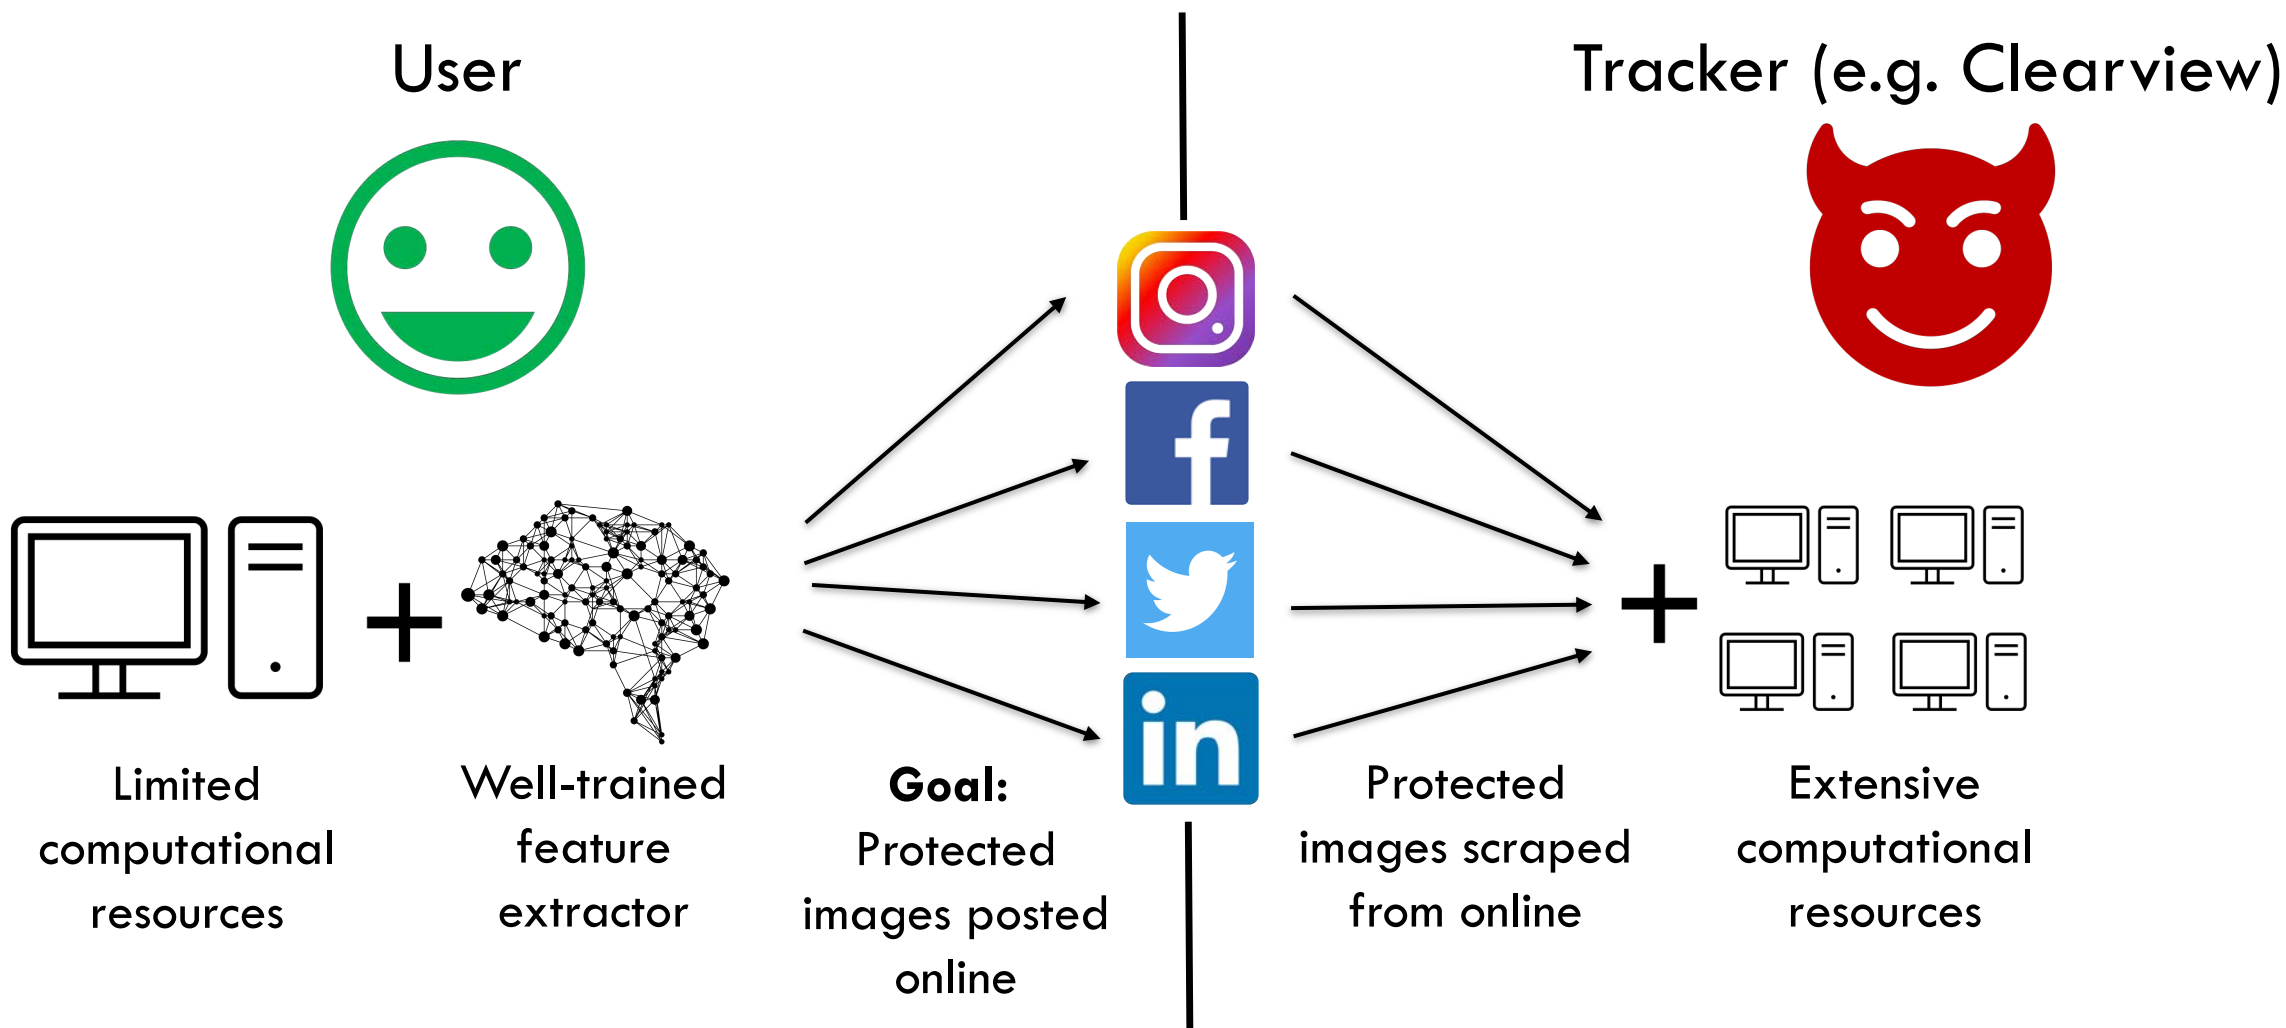 User
Tracker (e.g. Clearview)
f
in
Limited
computational
resources
Well-trained
feature
extractor
Goal:
Protected
images posted
online
Protected
images scraped
from online
Extensive
computational
resources